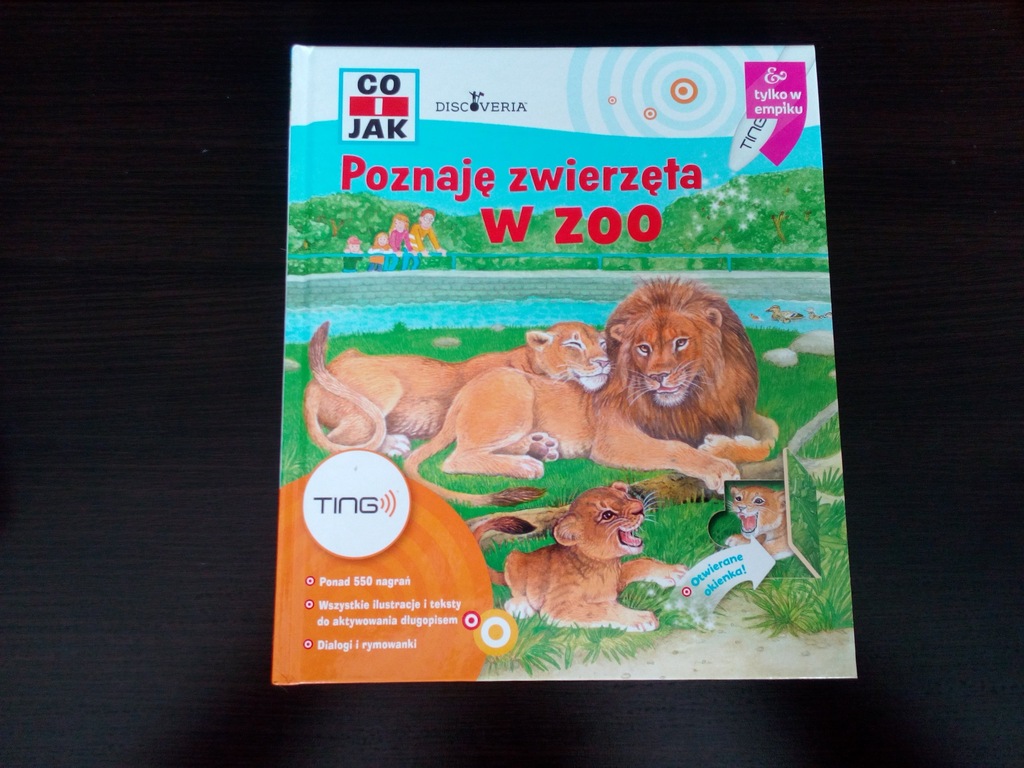 CO
I
JAK
DISCOVERIA
& tylko w
empiku
TING
Poznaję zwierzęta
w zoo
TING
Otwierane
okienka!
Ponad 550 nagrań
Wszystkie ilustracje i teksty
do aktywowania długopisem
Dialogi i rymowanki